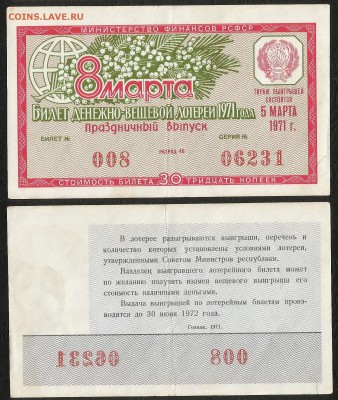 COINS.LAVE.RU
МИНИСТЕРСТВО ФИНАНСОВ РСФСР
8 марта
БИЛЕТ ДЕНЕЖНО-ВЕЩЕВОЙ ЛОТЕРЕИ 1971 ГОДА
ПРАЗДНИЧНЫЙ ВЫПУСК
ТИРАЖ ВЫИГРЫШЕЙ
СОСТОИТСЯ
5 МАРТА
1971 г.
БИЛЕТ № РАЗРЯД 46 СЕРИЯ №
008 06231
СТОИМОСТЬ БИЛЕТА 30 ТРИДЦАТЬ КОПЕЕК
В лотерее разыгрываются выигрыши, перечень и
количество которых установлены условиями лотереи,
утвержденными Советом Министров республики.
Владелец выигравшего лотерейного билета может
по желанию получить взамен вещевого выигрыша его
стоимость наличными деньгами.
Выдача выигрышей по лотерейным билетам произ-
водится до 30 июня 1972 года.
Гознак. 1971.
06231 008